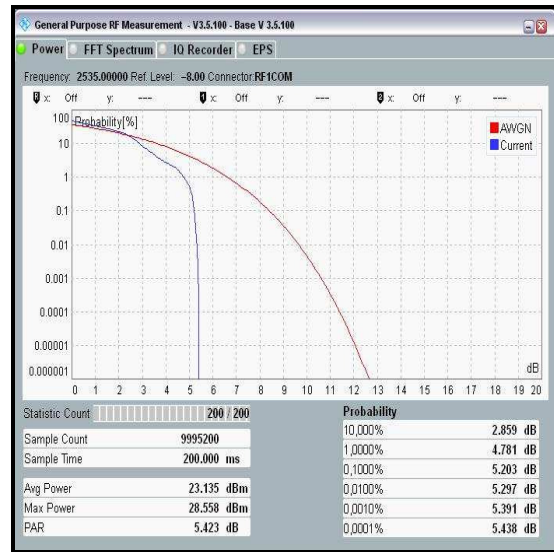 General Purpose RF Measurement - V3.5.100 - Base V 3.5.100
Power FFT Spectrum IQ Recorder EPS
Frequency: 2535.00000 Ref. Level: -8.00 Connector:RF1COM
x: Off y: --- x: Off y: --- 2 x: Off y: ---
Probability[%]
AWGN
Current
100
10
1
0.1
0.01
0.001
0.0001
0.00001
0.000001
dB
0 1 2 3 4 5 6 7 8 9 10 11 12 13 14 15 16 17 18 19 20
Statistic Count 200 / 200
Sample Count 9995200
Sample Time 200.000 ms
Avg Power 23.135 dBm
Max Power 28.558 dBm
PAR 5.423 dB
Probability
10,000% 2.859 dB
1,0000% 4.781 dB
0,1000% 5.203 dB
0,0100% 5.297 dB
0,0010% 5.391 dB
0,0001% 5.438 dB